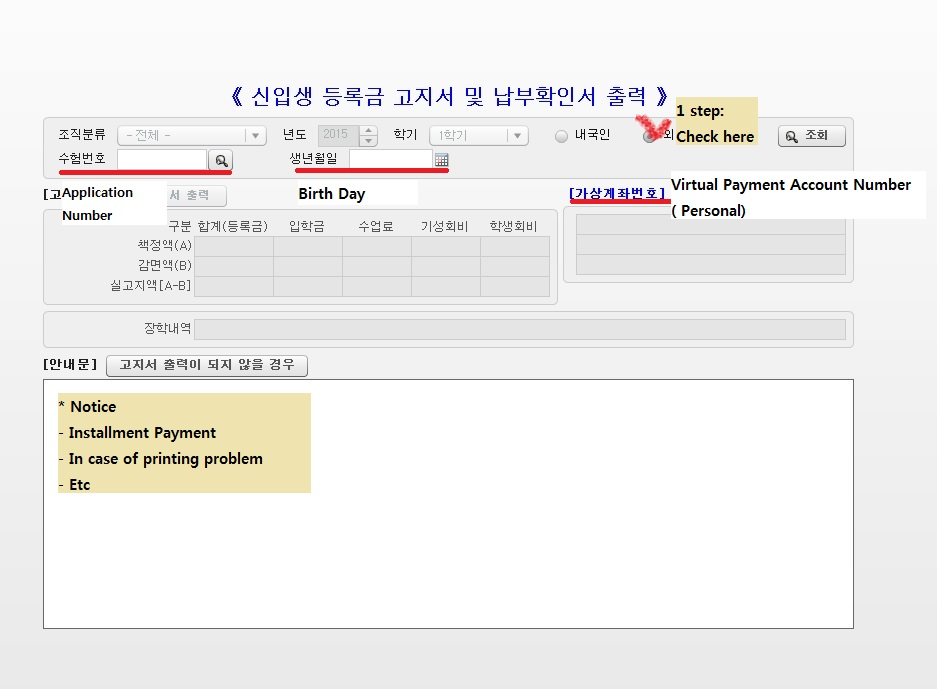 《 신입생 등록금 고지서 및 납부확인서 출력 》
1 step:
Check here
조직분류 - 전체 - 년도 2015 학기 1학기 내국인 외 조회
수험번호 생년월일
[고 서 출력
Application
Number
Birth Day
[가상계좌번호]
Virtual Payment Account Number
( Personal)
구분 합계(등록금) 입학금 수업료 기성회비 학생회비
책정액(A)
감면액(B)
실고지액[A-B]
장학내역
[안내문] 고지서 출력이 되지 않을 경우
* Notice
- Installment Payment
- In case of printing problem
- Etc